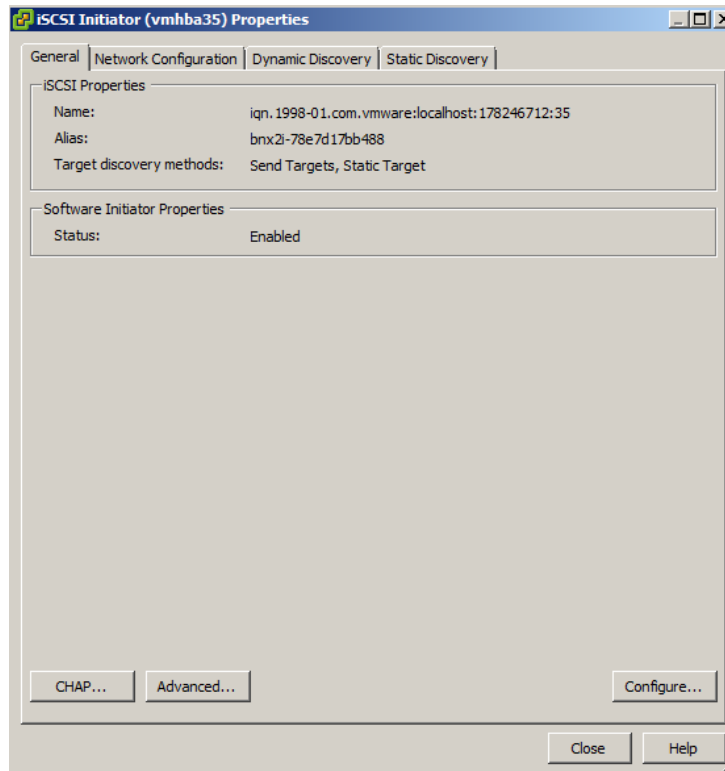 iSCSI Initiator (vmhba35) Properties
General Network Configuration Dynamic Discovery Static Discovery
iSCSI Properties
Name: iqn.1998-01.com.vmware:localhost:178246712:35
Alias: bnx2i-78e7d17bb488
Target discovery methods: Send Targets, Static Target
Software Initiator Properties
Status: Enabled
CHAP... Advanced... Configure...
Close Help